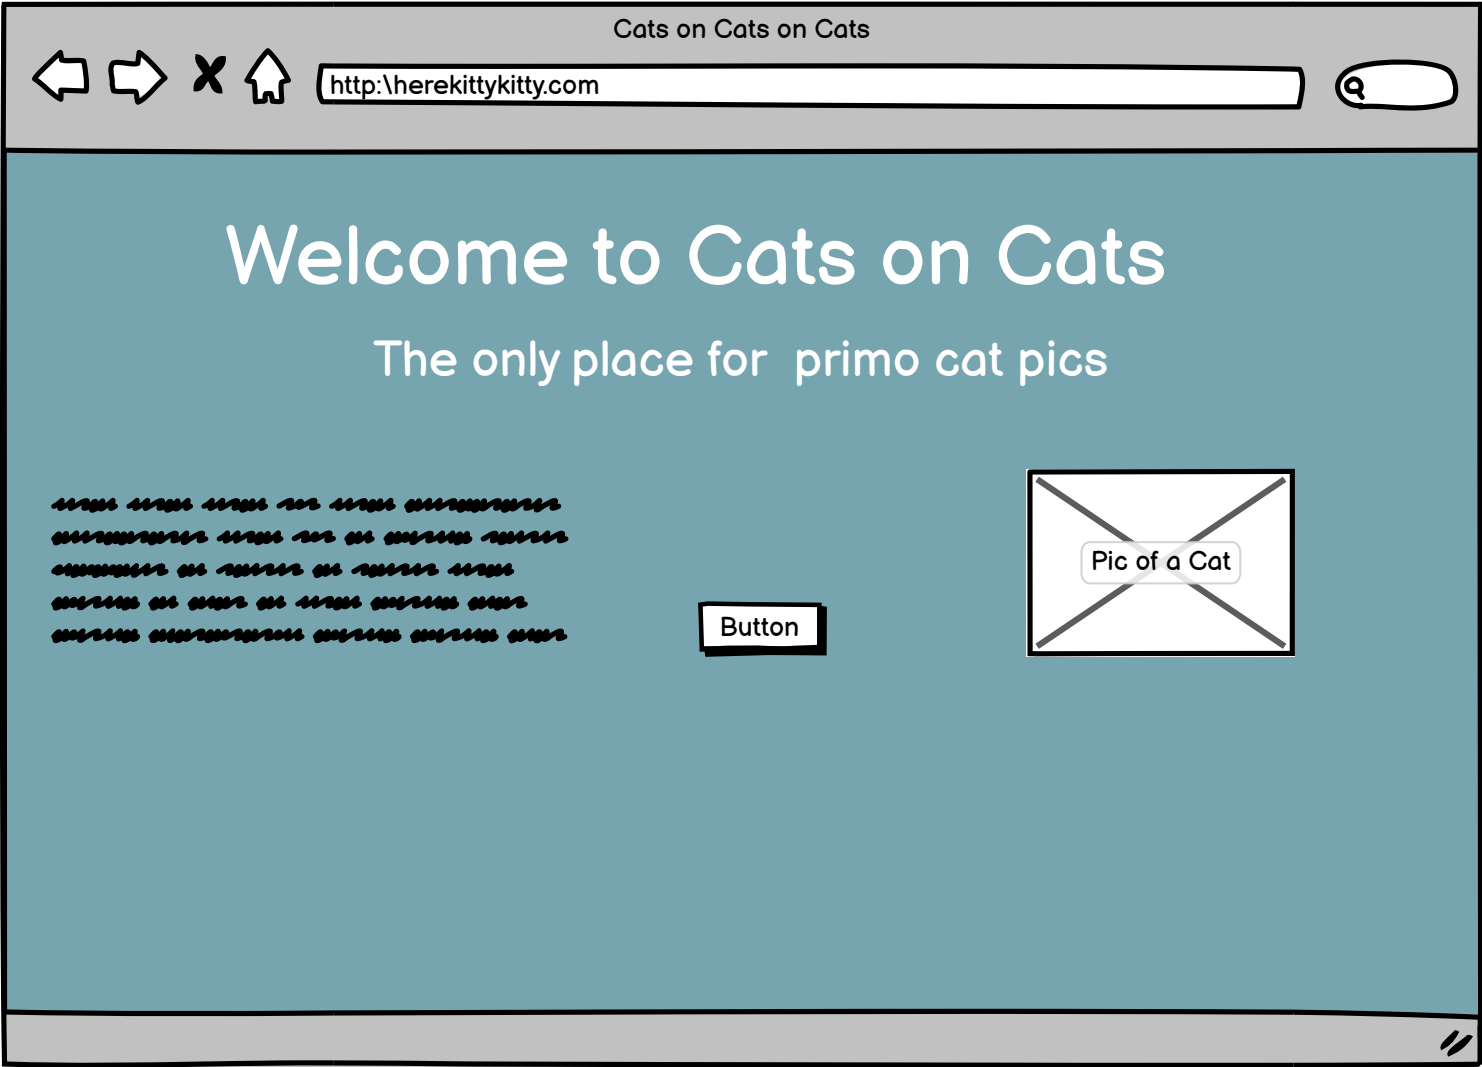 Cats on Cats on Cats
http:\herekittykitty.com
Welcome to Cats on Cats
The only place for  primo cat pics
Pic of a Cat
Button